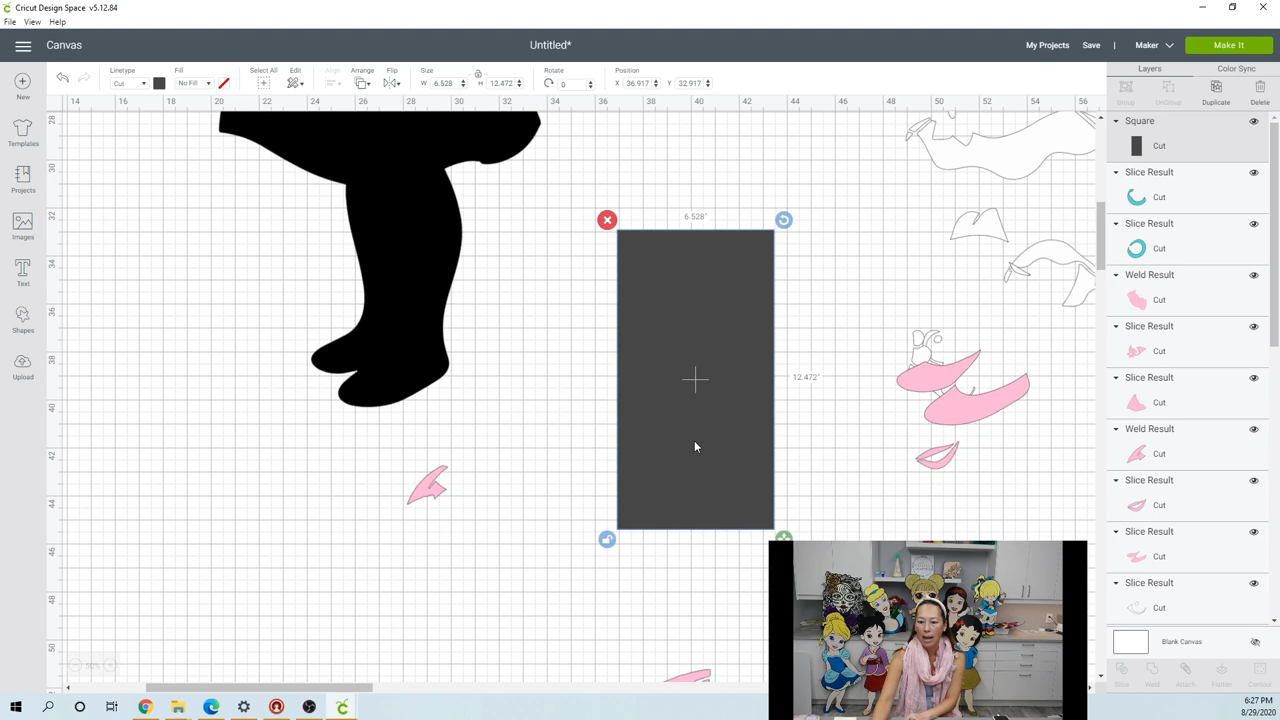 Cricut Design Space v5.12.84
File View Help
Canvas
Untitled*
My Projects Save | Maker Make It
Linetype Fill Select All Edit Align Arrange Flip Size Rotate Position
Cut No Fill W 6.528 H 12.472 0 X 36.917 Y 32.917
Layers Color Sync
Group UnGroup Duplicate Delete
14 16 18 20 22 24 26 28 30 32 34 36 38 40 42 44 46 48 50 52 54 56
28
30
32
34
36
38
40
42
44
46
48
50
New
Templates
Projects
Images
Text
Shapes
Upload
6.528"
12.472"
Square
Cut
Slice Result
Cut
Slice Result
Cut
Weld Result
Cut
Slice Result
Cut
Slice Result
Cut
Weld Result
Cut
Slice Result
Cut
Slice Result
Cut
Slice Result
Cut
Blank Canvas
Slice Weld Attach Flatten Contour
6:27 PM
8/29/2020